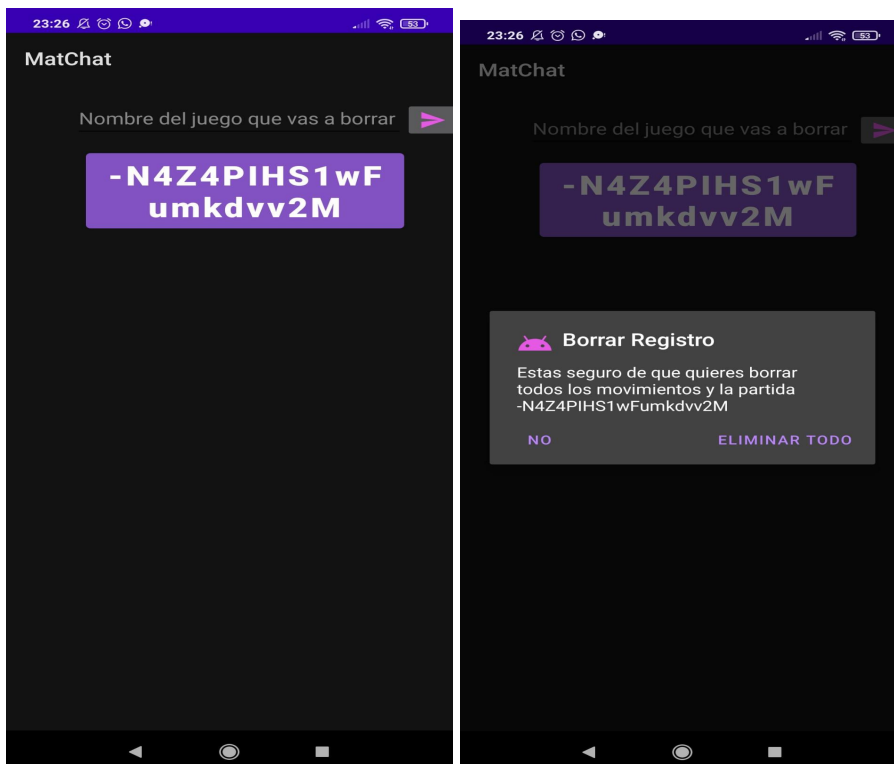 23:26
53
MatChat
Nombre del juego que vas a borrar
-N4Z4PIHS1wF
umkdvv2M
23:26
53
MatChat
Nombre del juego que vas a borrar
-N4Z4PIHS1wF
umkdvv2M
Borrar Registro
Estas seguro de que quieres borrar
todos los movimientos y la partida
-N4Z4PIHS1wFumkdvv2M
NO
ELIMINAR TODO